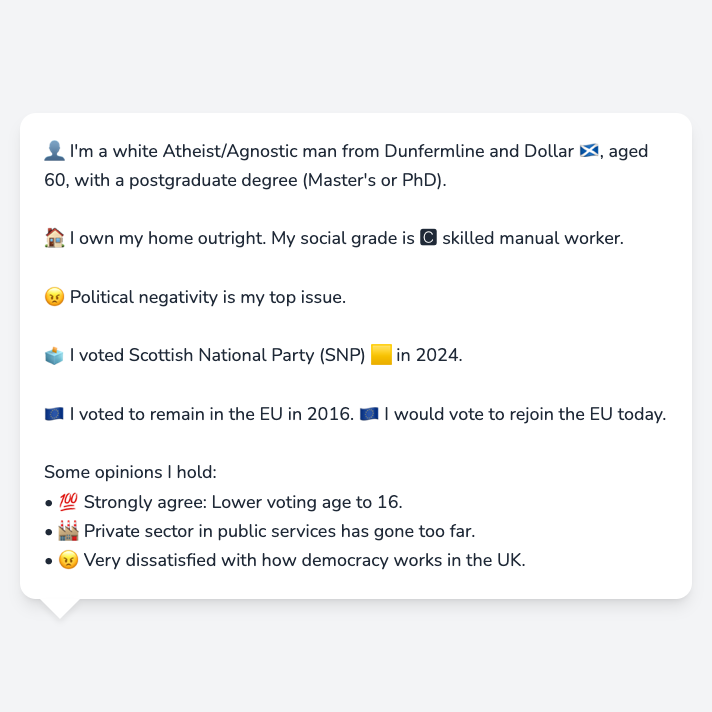 👤 I'm a white Atheist/Agnostic man from Dunfermline and Dollar 🏴󠁧󠁢󠁳󠁣󠁴󠁿, aged
60, with a postgraduate degree (Master's or PhD).
🏠 I own my home outright. My social grade is 🅲 skilled manual worker.
😠 Political negativity is my top issue.
🗳️ I voted Scottish National Party (SNP) 🟨 in 2024.
🇪🇺 I voted to remain in the EU in 2016. 🇪🇺 I would vote to rejoin the EU today.
Some opinions I hold:
• 💯 Strongly agree: Lower voting age to 16.
• 🏭 Private sector in public services has gone too far.
• 😠 Very dissatisfied with how democracy works in the UK.